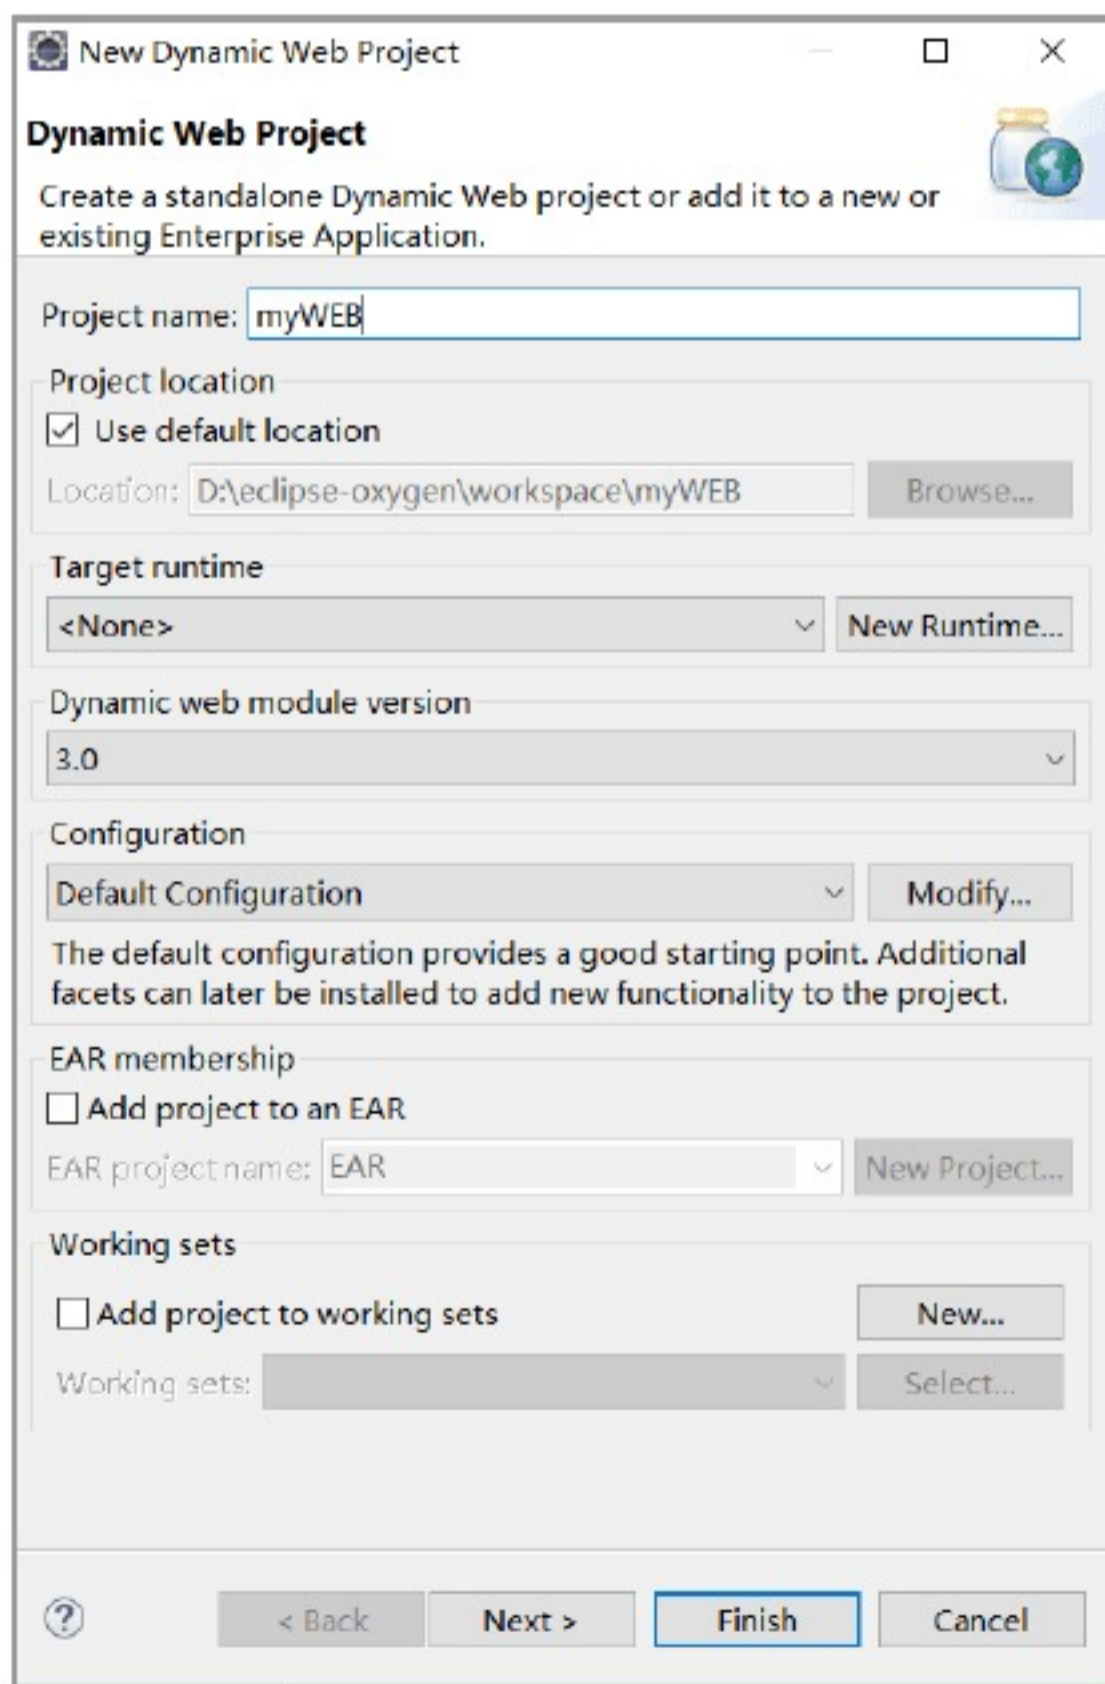 New Dynamic Web Project
Dynamic Web Project
Create a standalone Dynamic Web project or add it to a new or
existing Enterprise Application.
Project name: myWEB
Project location
Use default location
Location: D:\eclipse-oxygen\workspace\myWEB Browse...
Target runtime
<None> New Runtime...
Dynamic web module version
3.0
Configuration
Default Configuration Modify...
The default configuration provides a good starting point. Additional
facets can later be installed to add new functionality to the project.
EAR membership
Add project to an EAR
EAR project name: EAR New Project...
Working sets
Add project to working sets New...
Working sets: Select...
? < Back Next > Finish Cancel